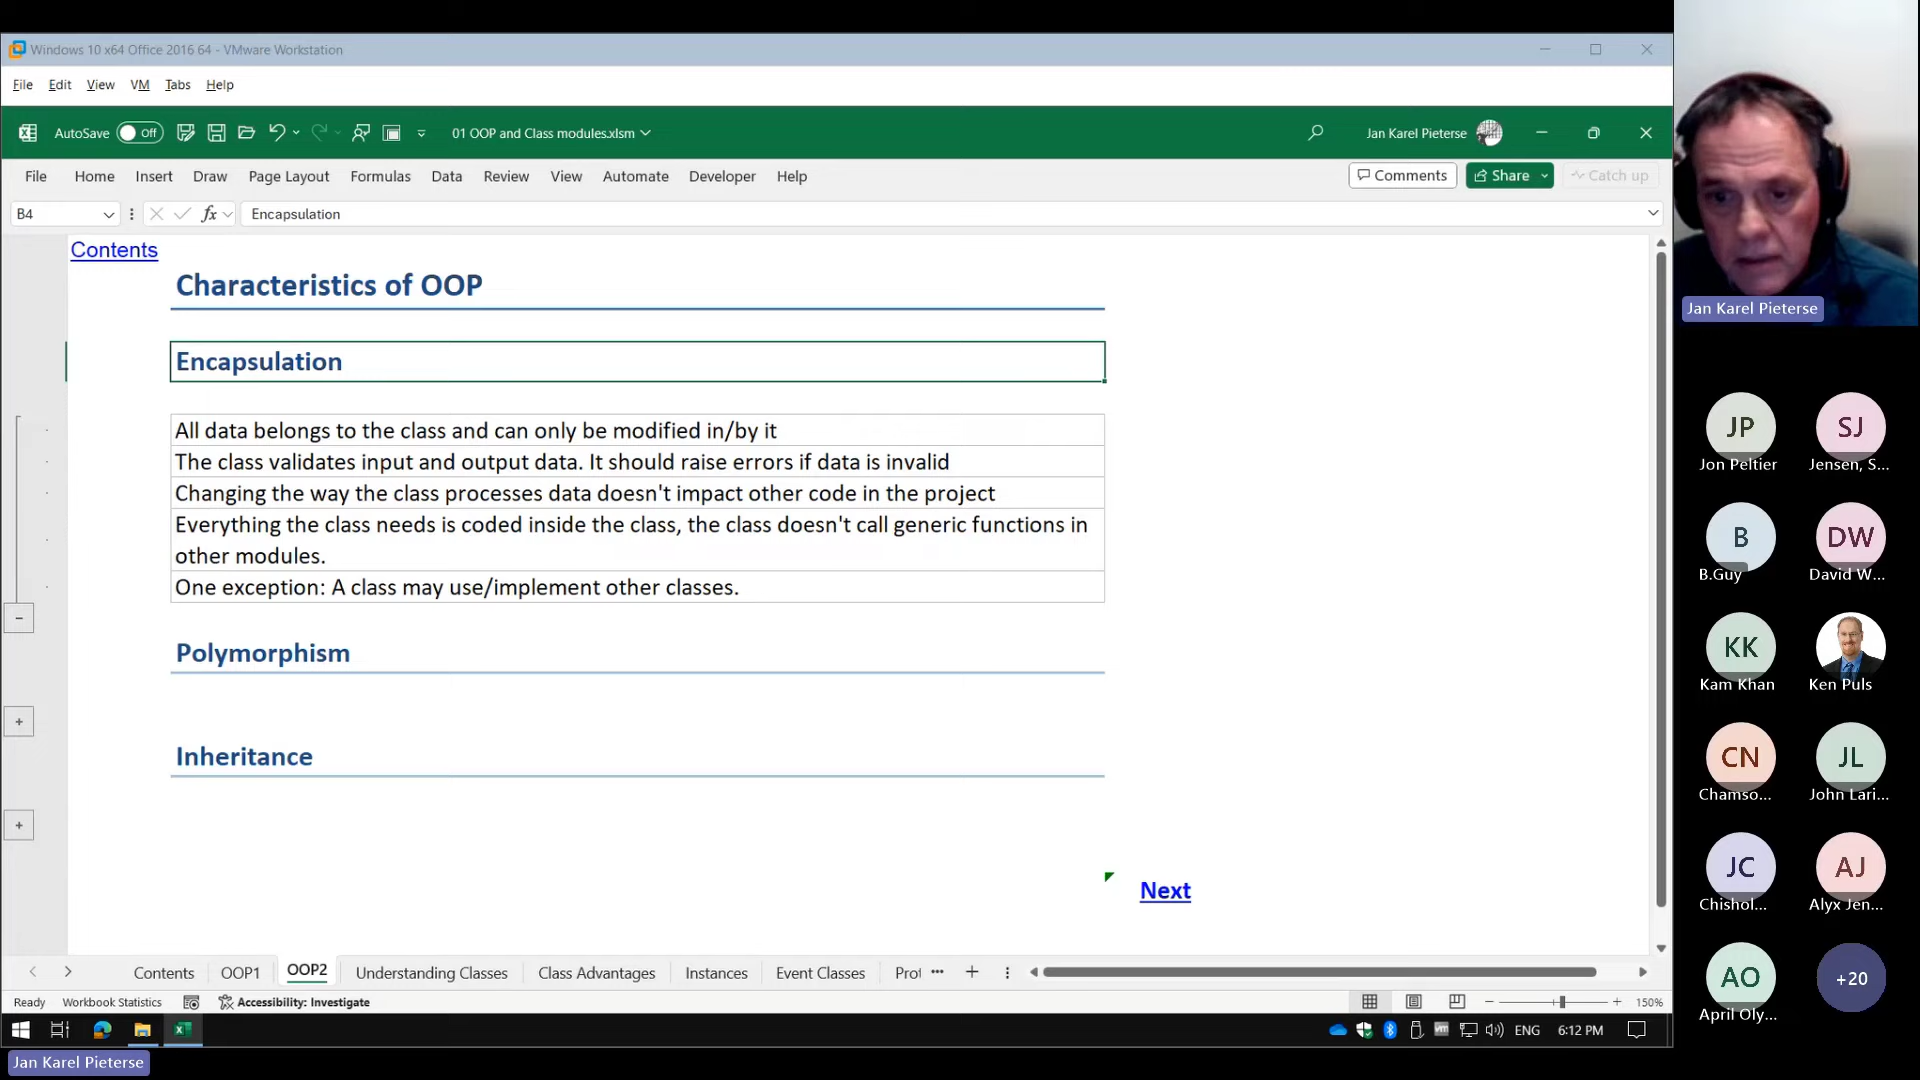 Windows 10 x64 Office 2016 64 - VMware Workstation
File Edit View VM Tabs Help
AutoSave Off 01 OOP and Class modules.xlsm Jan Karel Pieterse
File Home Insert Draw Page Layout Formulas Data Review View Automate Developer Help Comments Share Catch up
B4 fx Encapsulation
Contents
Characteristics of OOP
Encapsulation
All data belongs to the class and can only be modified in/by it
The class validates input and output data. It should raise errors if data is invalid
Changing the way the class processes data doesn't impact other code in the project
Everything the class needs is coded inside the class, the class doesn't call generic functions in
other modules.
One exception: A class may use/implement other classes.
Polymorphism
Inheritance
Next
Contents OOP1 OOP2 Understanding Classes Class Advantages Instances Event Classes Prot ...
Ready Workbook Statistics Accessibility: Investigate 150%
ENG 6:12 PM
Jan Karel Pieterse
Jan Karel Pieterse
JP SJ
Jon Peltier Jensen, S...
B DW
B.Guy David W...
KK
Kam Khan Ken Puls
CN JL
Chamso... John Lari...
JC AJ
Chishol... Alyx Jen...
AO +20
April Oly...